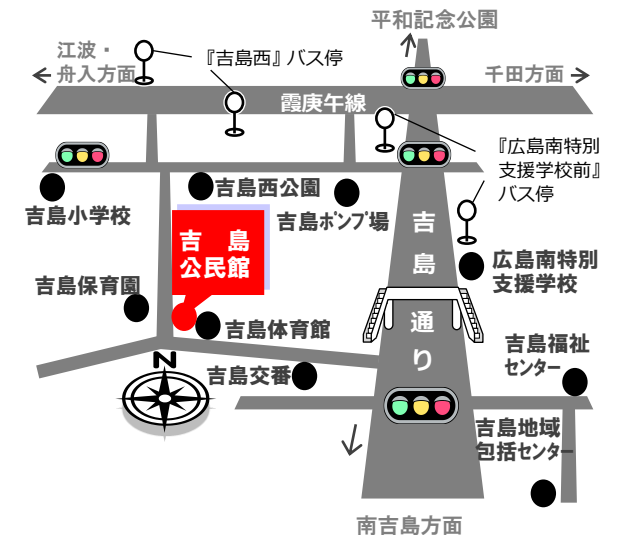 平和記念公園
江波・
舟入方面
『吉島西』バス停
千田方面
霞庚午線
『広島南特別
支援学校前』
バス停
吉島小学校
吉島西公園
吉島ポンプ場
吉島通り
吉　島
公民館
広島南特別
支援学校
吉島保育園
吉島体育館
吉島福祉
センター
N
吉島交番
吉島地域
包括センター
南吉島方面